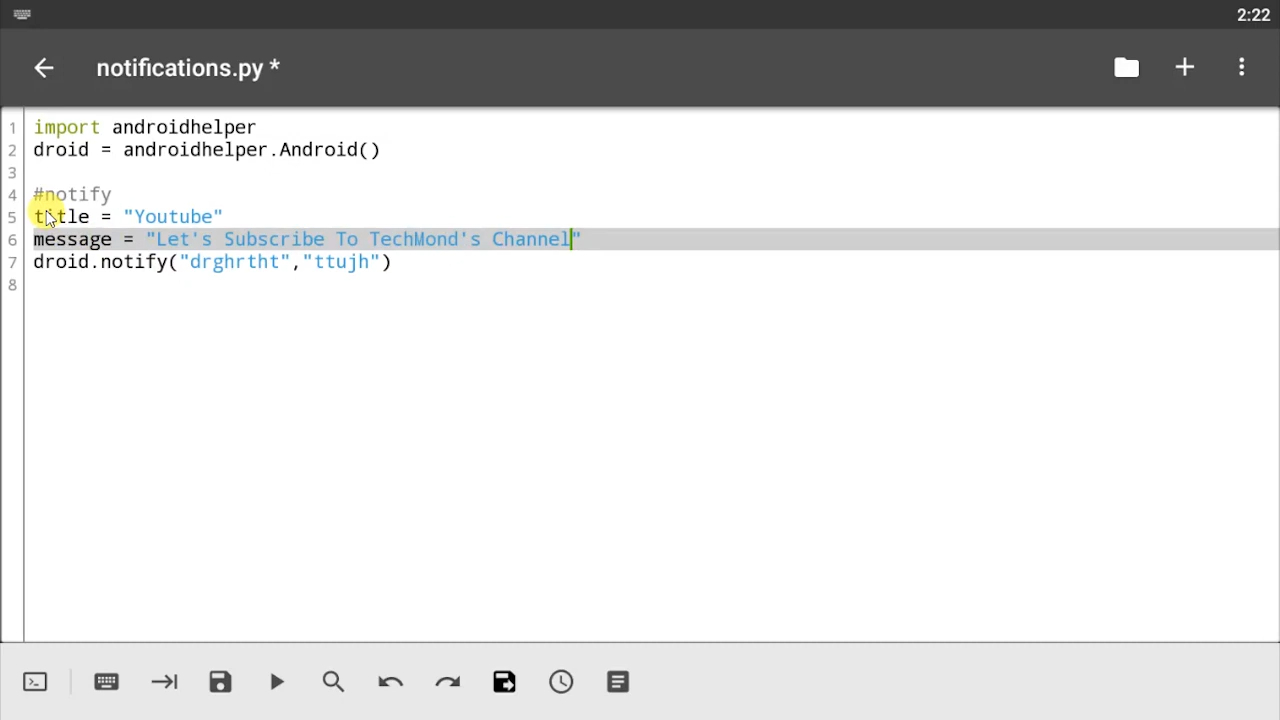 2:22
notifications.py *
1 import androidhelper
2 droid = androidhelper.Android()
3
4 #notify
5 title = "Youtube"
6 message = "Let's Subscribe To TechMond's Channel"
7 droid.notify("drghrtht","ttujh")
8